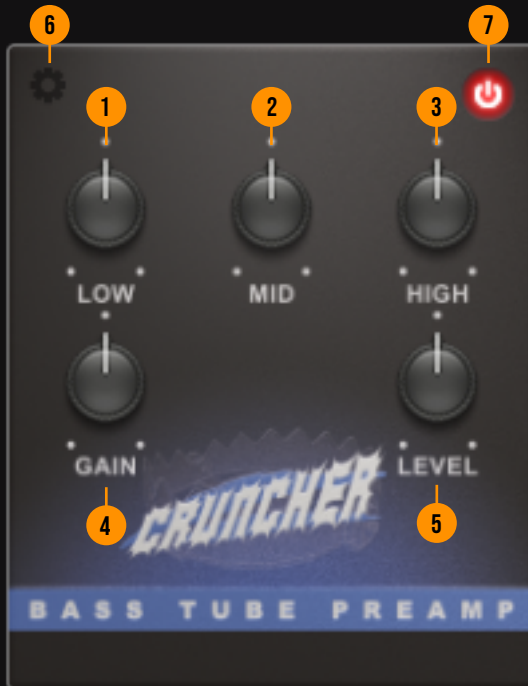 6 7
1 2 3
LOW MID HIGH
GAIN LEVEL
CRUNCHER
4 5
BASS TUBE PREAMP